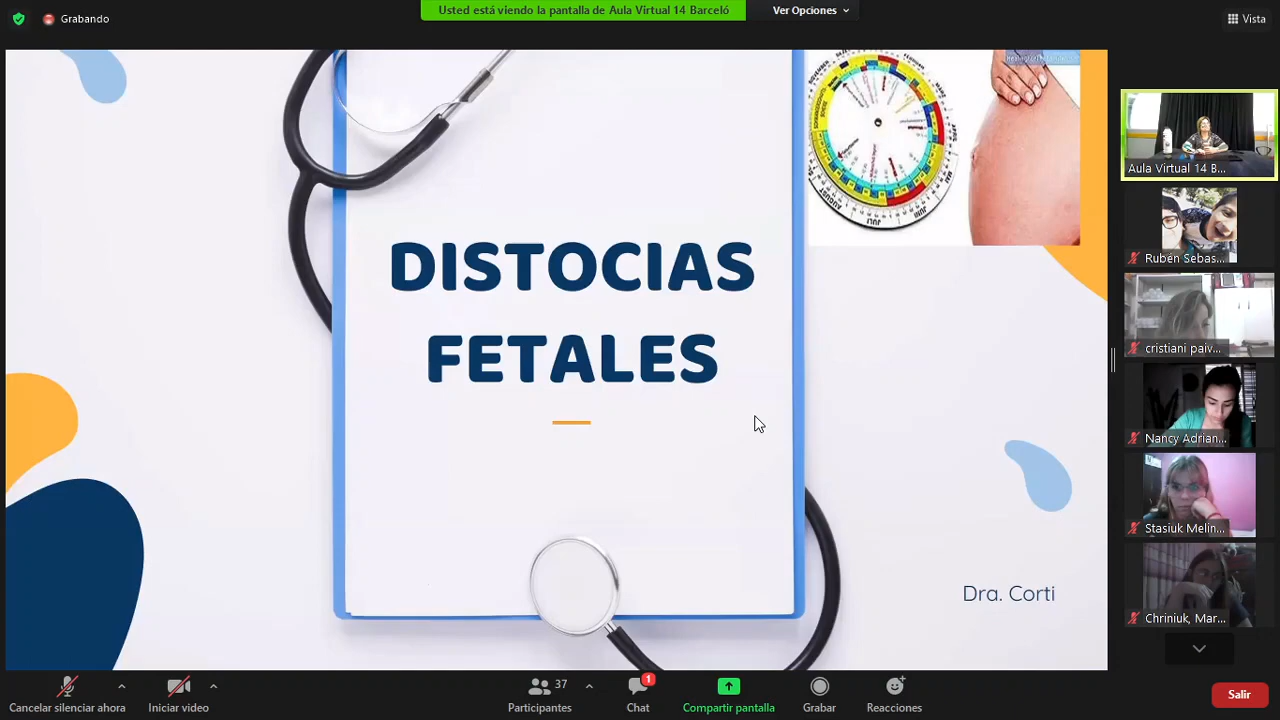 Grabando
Usted está viendo la pantalla de Aula Virtual 14 Barceló
Ver Opciones
Vista
DISTOCIAS
FETALES
Dra. Corti
Aula Virtual 14 B...
Rubén Sebas...
cristiani paiv...
Nancy Adrian...
Stasiuk Melin...
Chriniuk, Mar...
Cancelar silenciar ahora
Iniciar video
37
Participantes
1
Chat
Compartir pantalla
Grabar
Reacciones
Salir